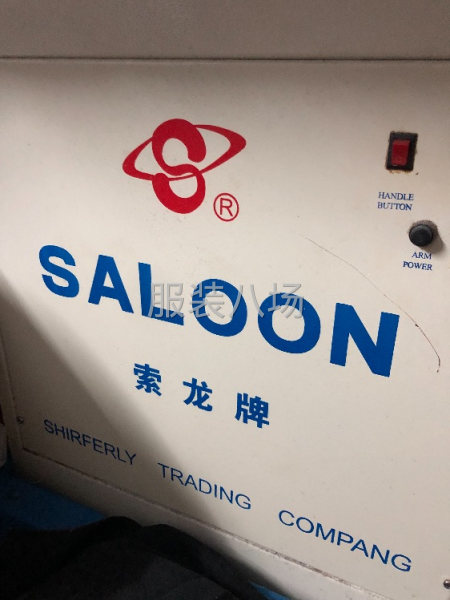 ®
HANDLE
BUTTON
ARM
POWER
SALOON
服装八场
索龙牌
SHIRFERLY TRADING COMPANG